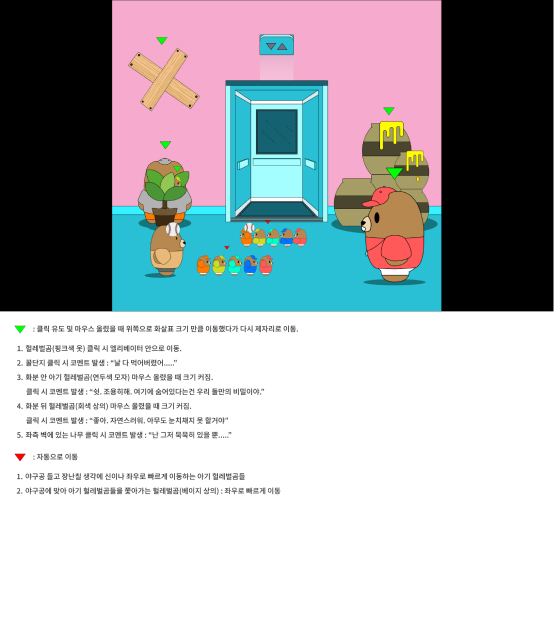 : 클릭 유도 및 마우스 올렸을 때 위쪽으로 화살표 크기 만큼 이동했다가 다시 제자리로 이동.
1. 헐레벌곰(핑크색 옷) 클릭 시 엘리베이터 안으로 이동.
2. 꿀단지 클릭 시 코멘트 발생 : “날 다 먹어버렸어.....”
3. 화분 안 아기 헐레벌곰(연두색 모자) 마우스 올렸을 때 크기 커짐.
클릭 시 코멘트 발생 : “쉿. 조용히해. 여기에 숨어있다는건 우리 둘만의 비밀이야.”
4. 화분 뒤 헐레벌곰(회색 상의) 마우스 올렸을 때 크기 커짐.
클릭 시 코멘트 발생 : “좋아. 자연스러워. 아무도 눈치채지 못 할거야”
5. 좌측 벽에 있는 나무 클릭 시 코멘트 발생 : “난 그저 묵묵히 있을 뿐.....”
: 자동으로 이동
1. 야구공 들고 장난칠 생각에 신이나 좌우로 빠르게 이동하는 아기 헐레벌곰들
2. 야구공에 맞아 아기 헐레벌곰들을 쫓아가는 헐레벌곰(베이지 상의) : 좌우로 빠르게 이동